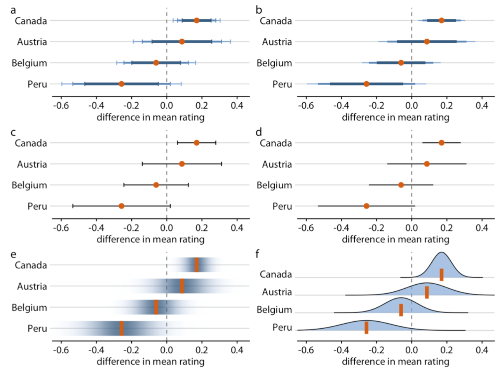 a
Canada
Austria
Belgium
Peru
-0.6 -0.4 -0.2 0.0 0.2 0.4
difference in mean rating
b
Canada
Austria
Belgium
Peru
-0.6 -0.4 -0.2 0.0 0.2 0.4
difference in mean rating
c
Canada
Austria
Belgium
Peru
-0.6 -0.4 -0.2 0.0 0.2 0.4
difference in mean rating
d
Canada
Austria
Belgium
Peru
-0.6 -0.4 -0.2 0.0 0.2 0.4
difference in mean rating
e
Canada
Austria
Belgium
Peru
-0.6 -0.4 -0.2 0.0 0.2 0.4
difference in mean rating
f
Canada
Austria
Belgium
Peru
-0.6 -0.4 -0.2 0.0 0.2 0.4
difference in mean rating